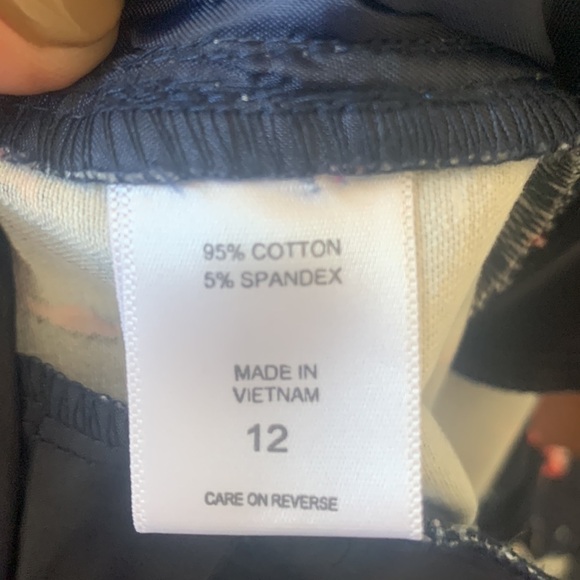 95% COTTON
5% SPANDEX
MADE IN
VIETNAM
12
CARE ON REVERSE